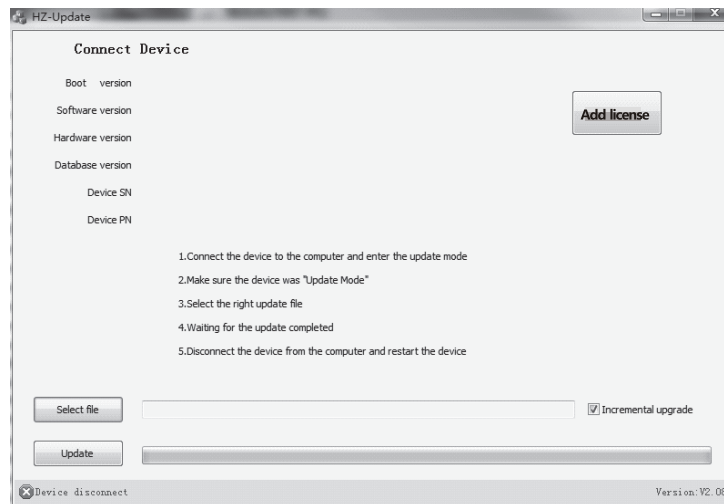 HZ-Update
Connect Device
Boot version
Software version
Add license
Hardware version
Database version
Device SN
Device PN
1.Connect the device to the computer and enter the update mode
2.Make sure the device was "Update Mode"
3.Select the right update file
4.Waiting for the update completed
5.Disconnect the device from the computer and restart the device
Select file
Incremental upgrade
Update
Device disconnect